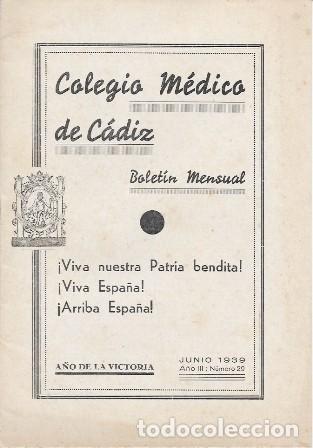 Colegio Médico
de Cádiz
Boletín Mensual
¡Viva nuestra Patria bendita!
¡Viva España!
¡Arriba España!
AÑO DE LA VICTORIA
JUNIO 1939
Año III : Número 29
todocoleccion.net